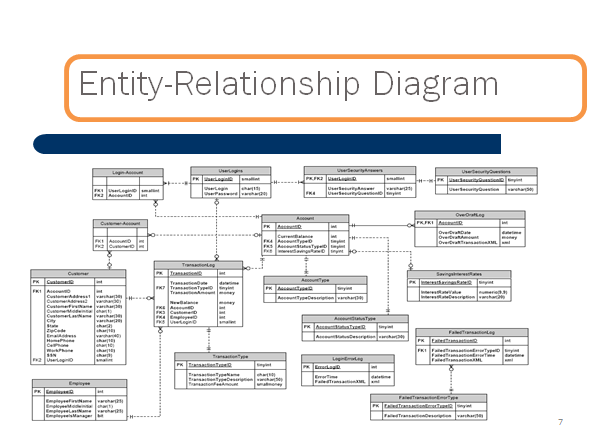 Entity-Relationship Diagram
Login-Account
FK1 UserLoginID smallint
FK2 AccountID int
UserLogins
PK UserLoginID smallint
UserLogin char(15)
UserPassword varchar(20)
UserSecurityAnswers
PK,FK2 UserLoginID smallint
UserSecurityAnswer varchar(25)
FK4 UserSecurityQuestionID tinyint
UserSecurityQuestions
PK UserSecurityQuestionID tinyint
UserSecurityQuestion varchar(50)
Customer-Account
FK1 AccountID int
FK2 CustomerID int
Account
PK AccountID int
CurrentBalance int
FK4 AccountTypeID tinyint
FK5 AccountStatusTypeID tinyint
FK6 InterestSavingsRateID tinyint
OverDraftLog
PK,FK1 AccountID int
OverDraftDate datetime
OverDraftAmount money
OverDraftTransactionXML xml
Customer
PK CustomerID int
FK1 AccountID int
CustomerAddress1 varchar(30)
CustomerAddress2 varchar(30)
CustomerFirstName varchar(30)
CustomerMiddleInitial char(1)
CustomerLastName varchar(30)
City varchar(20)
State char(2)
ZipCode char(10)
EmailAddress varchar(40)
HomePhone char(10)
CellPhone char(10)
WorkPhone char(10)
SSN char(9)
FK2 UserLoginID smallint
TransactionLog
PK TransactionID int
TransactionDate datetime
FK7 TransactionTypeID tinyint
TransactionAmount money
NewBalance money
FK4 AccountID int
FK3 CustomerID int
FK4 EmployeeID int
FK5 UserLoginID smallint
AccountType
PK AccountTypeID tinyint
AccountTypeDescription varchar(30)
SavingsInterestRates
PK InterestSavingsRateID tinyint
InterestRateValue numeric(9,9)
InterestRateDescription varchar(20)
AccountStatusType
PK AccountStatusTypeID tinyint
AccountStatusDescription varchar(30)
FailedTransactionLog
PK FailedTransactionID int
FK1 FailedTransactionErrorTypeID tinyint
FailedTransactionErrorTime datetime
FailedTransactionXML xml
TransactionType
PK TransactionTypeID tinyint
TransactionTypeName char(10)
TransactionTypeDescription varchar(50)
TransactionFeeAmount smallmoney
LoginErrorLog
PK ErrorLogID int
ErrorTime datetime
FailedTransactionXML xml
Employee
PK EmployeeID int
EmployeeFirstName varchar(25)
EmployeeMiddleInitial char(1)
EmployeeLastName varchar(25)
EmployeeIsManager bit
FailedTransactionErrorType
PK FailedTransactionErrorTypeID tinyint
FailedTransactionDescription varchar(50)
7